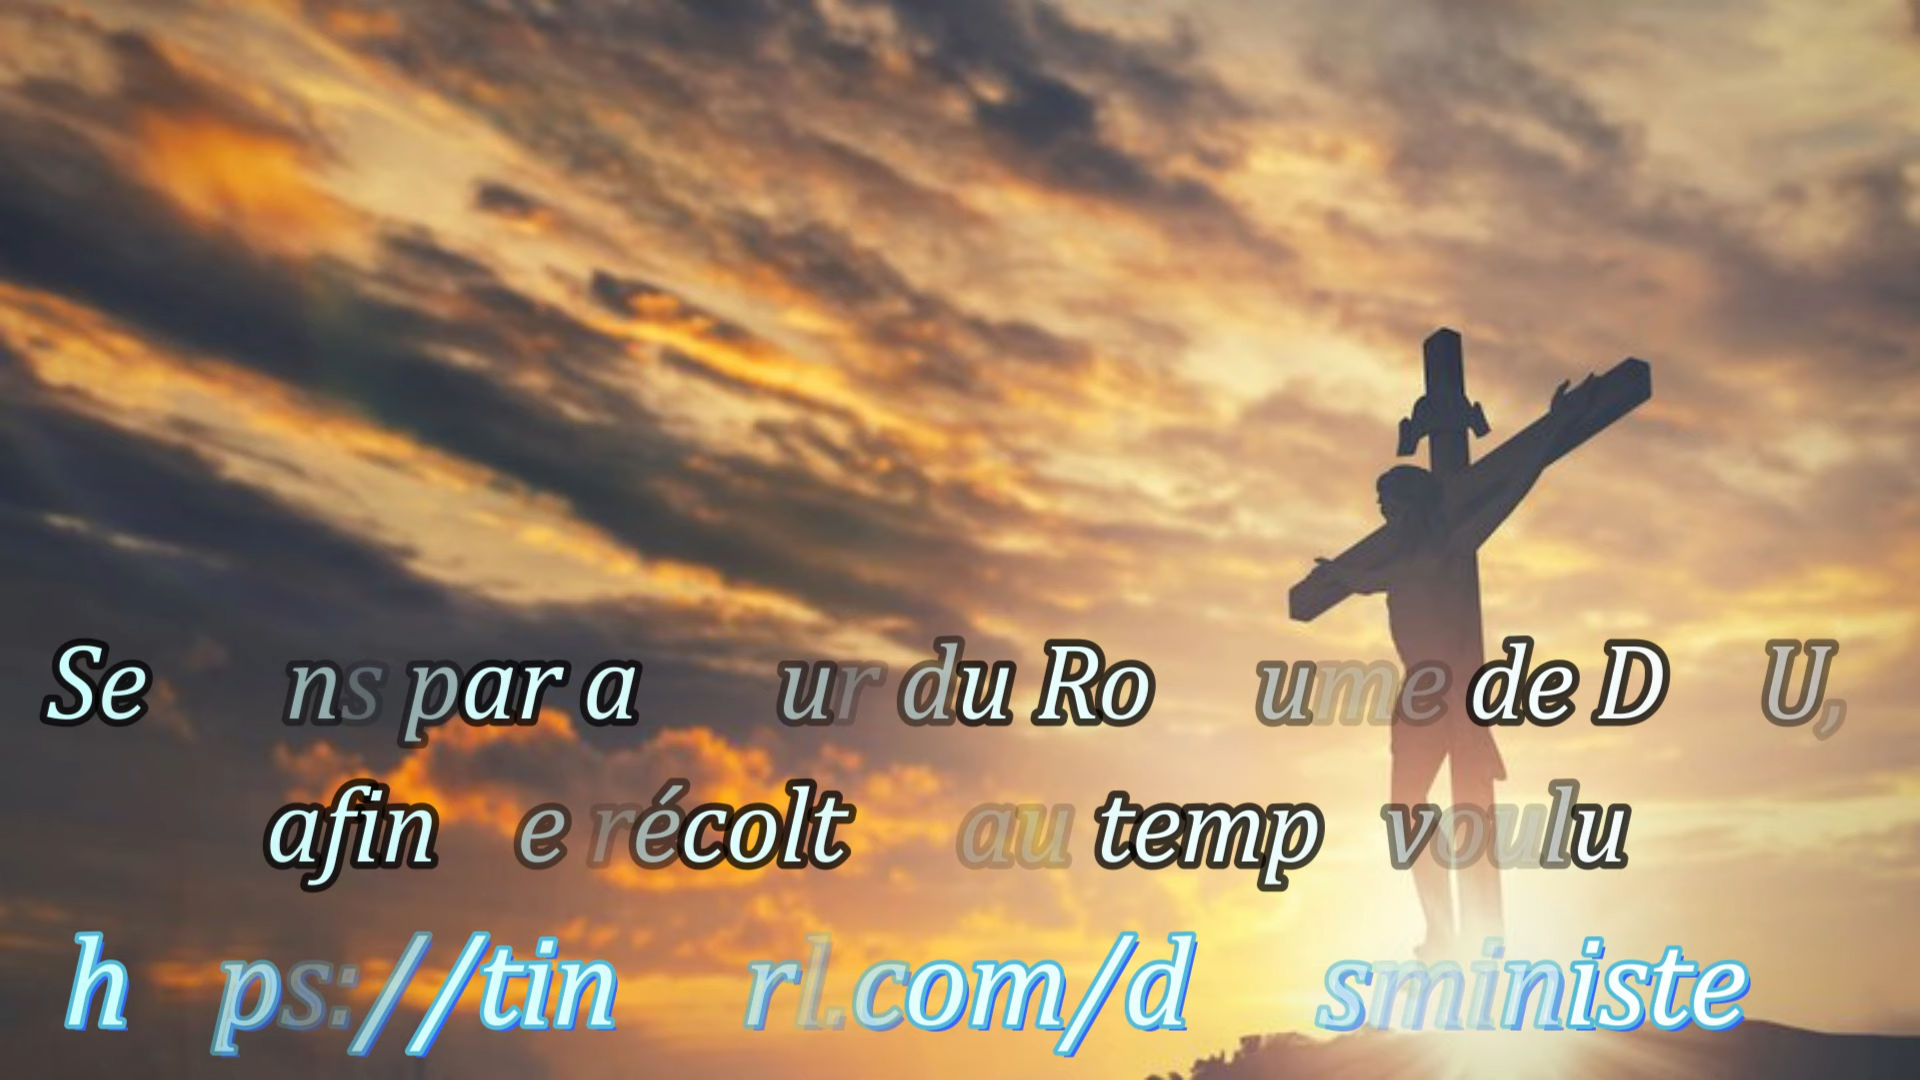 Se ns par a ur du Ro ume de D U,
afin e récolt au temp voulu
h ps://tin rl.com/d sministe